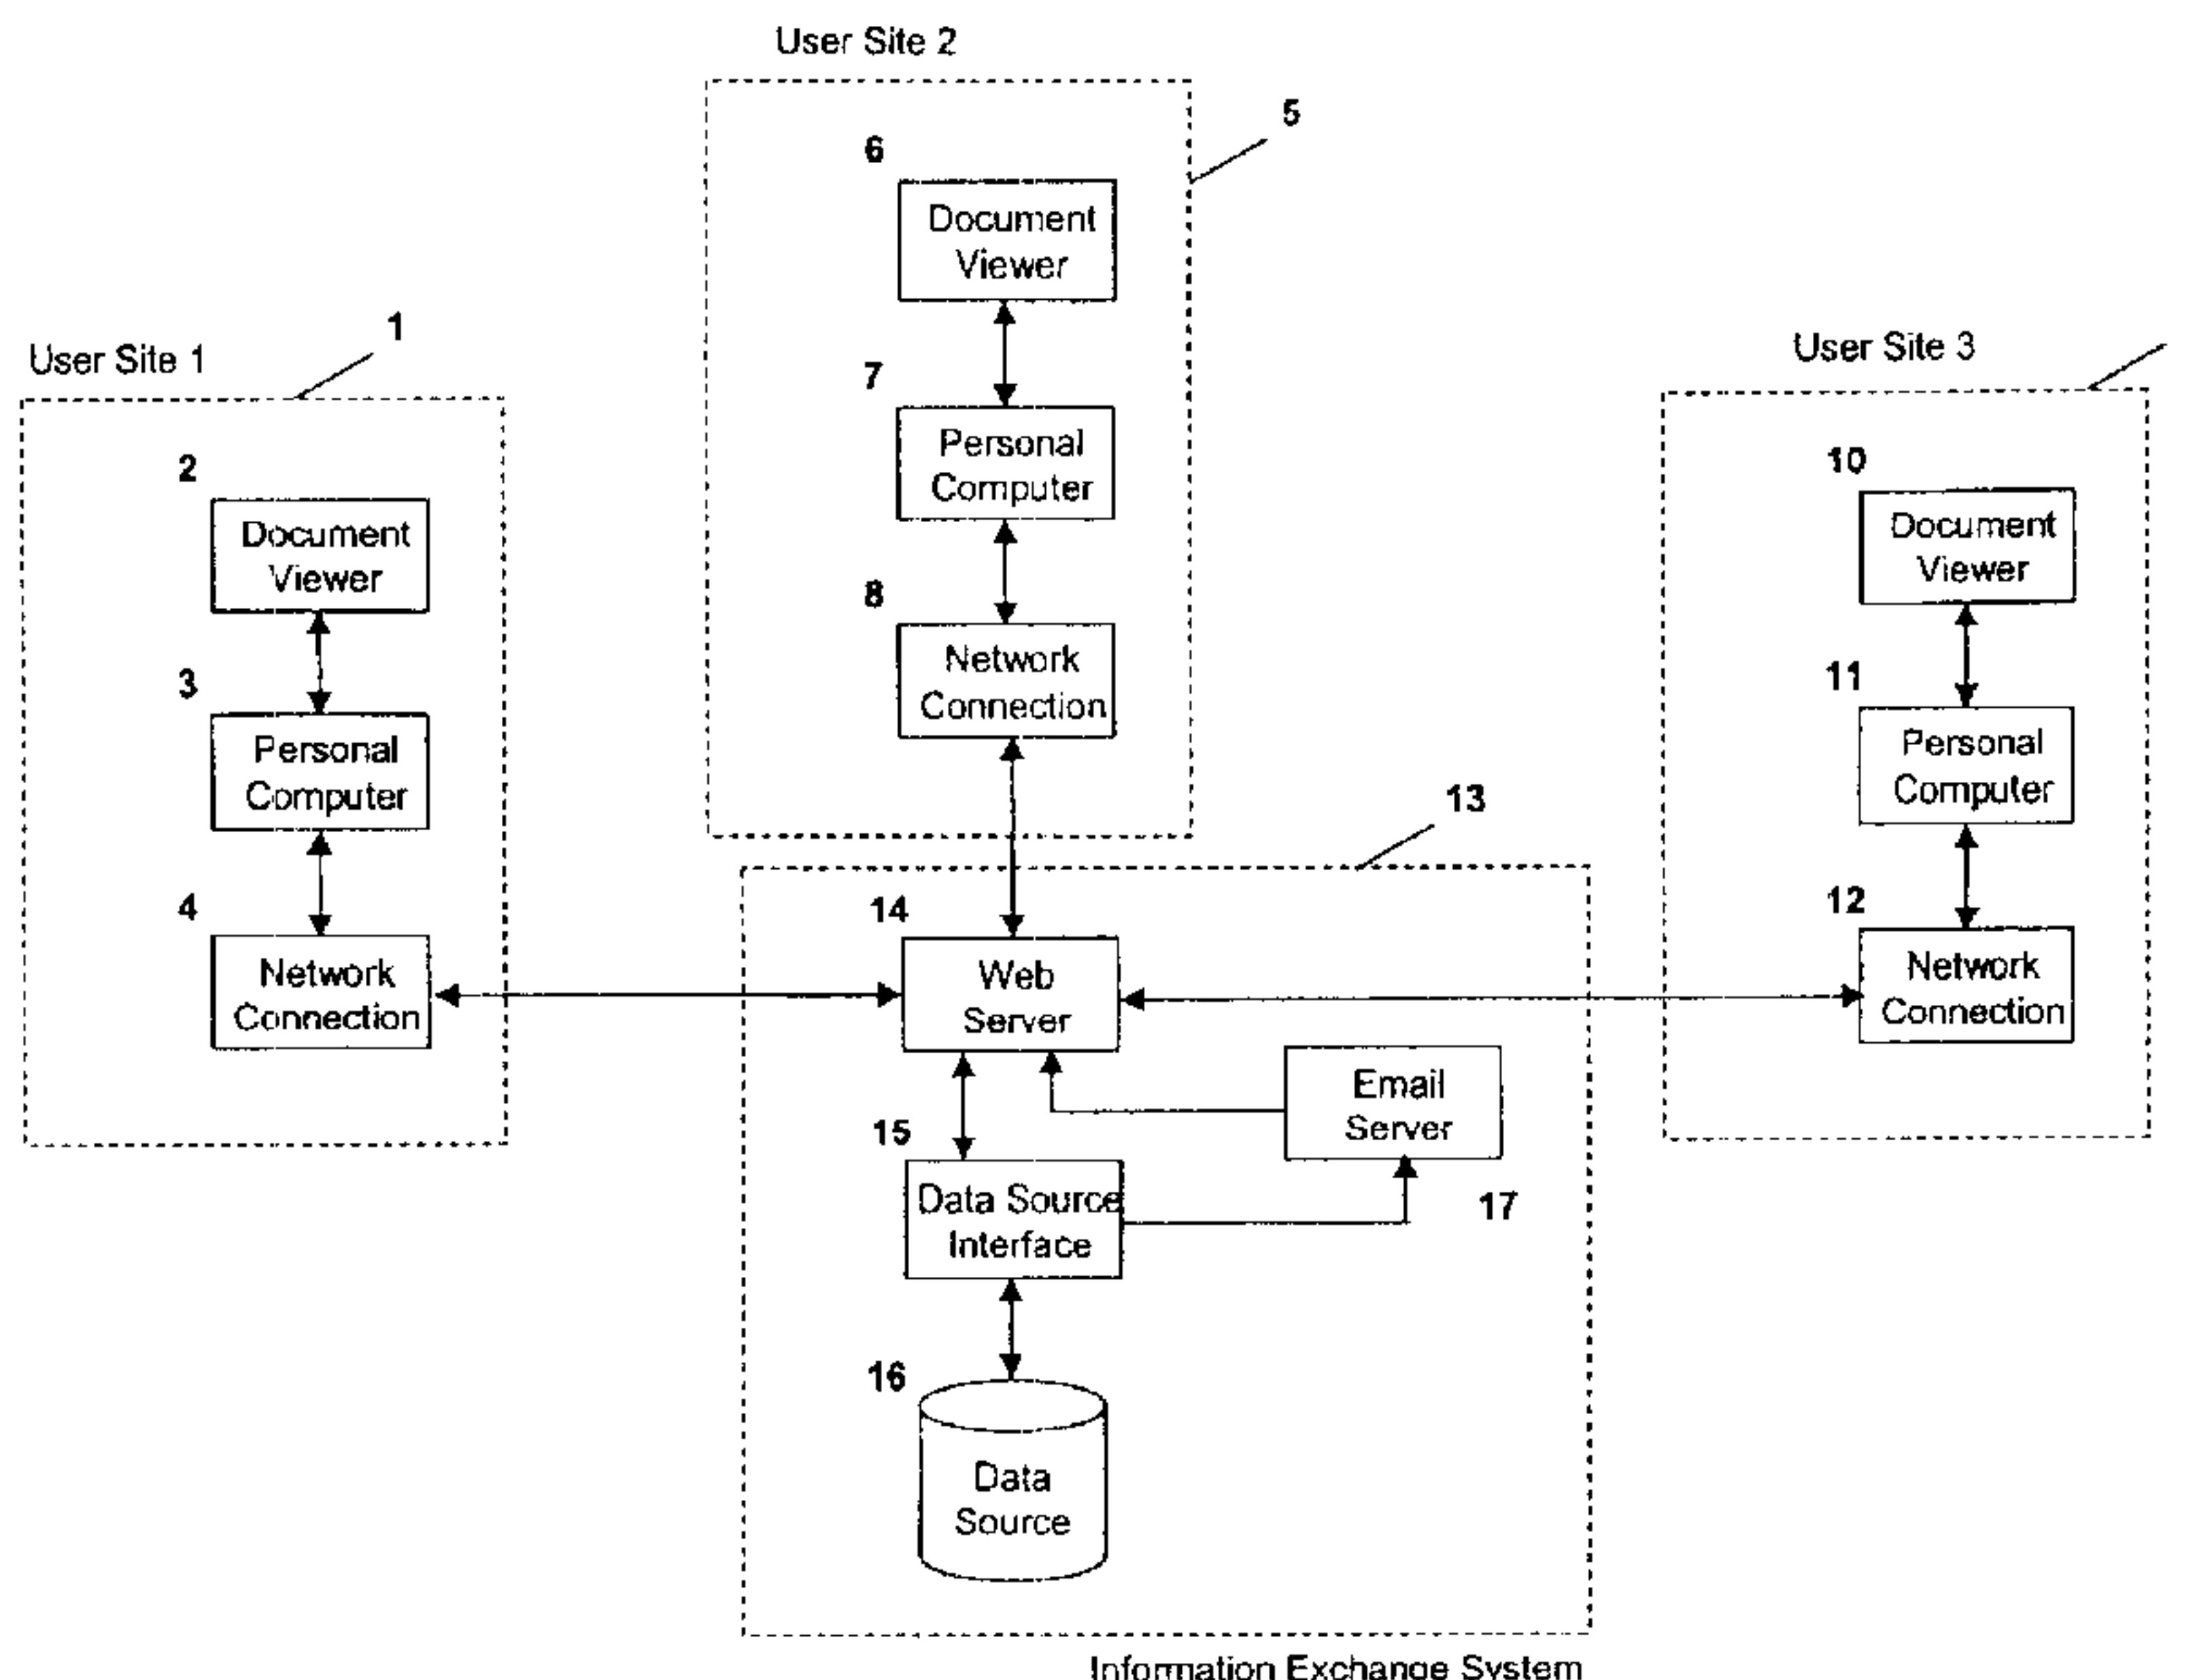 User Site 2
5
6
Document
Viewer
7
Personal
Computer
8
Network
Connection
User Site 1
1
2
Document
Viewer
3
Personal
Computer
4
Network
Connection
User Site 3
10
Document
Viewer
11
Personal
Computer
12
Network
Connection
13
14
Web
Server
Email
Server
17
15
Data Source
Interface
16
Data
Source
Information Exchange System